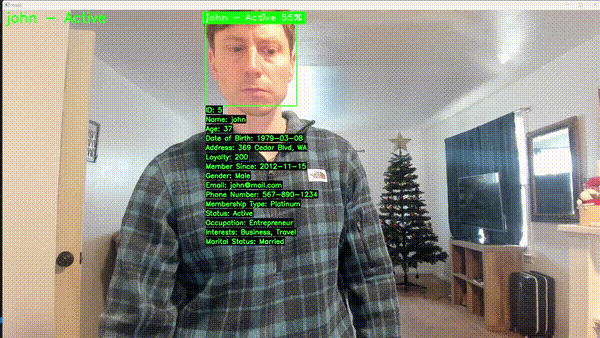 john - Active
john - Active 55%
ID: 5
Name: john
Age: 37
Date of Birth: 1979-03-08
Address: 369 Cedar Blvd, WA
Loyalty: 200
Member Since: 2012-11-15
Gender: Male
Email: john@mail.com
Phone Number: 567-890-1234
Membership Type: Platinum
Status: Active
Occupation: Entrepreneur
Interests: Business, Travel
Marital Status: Married